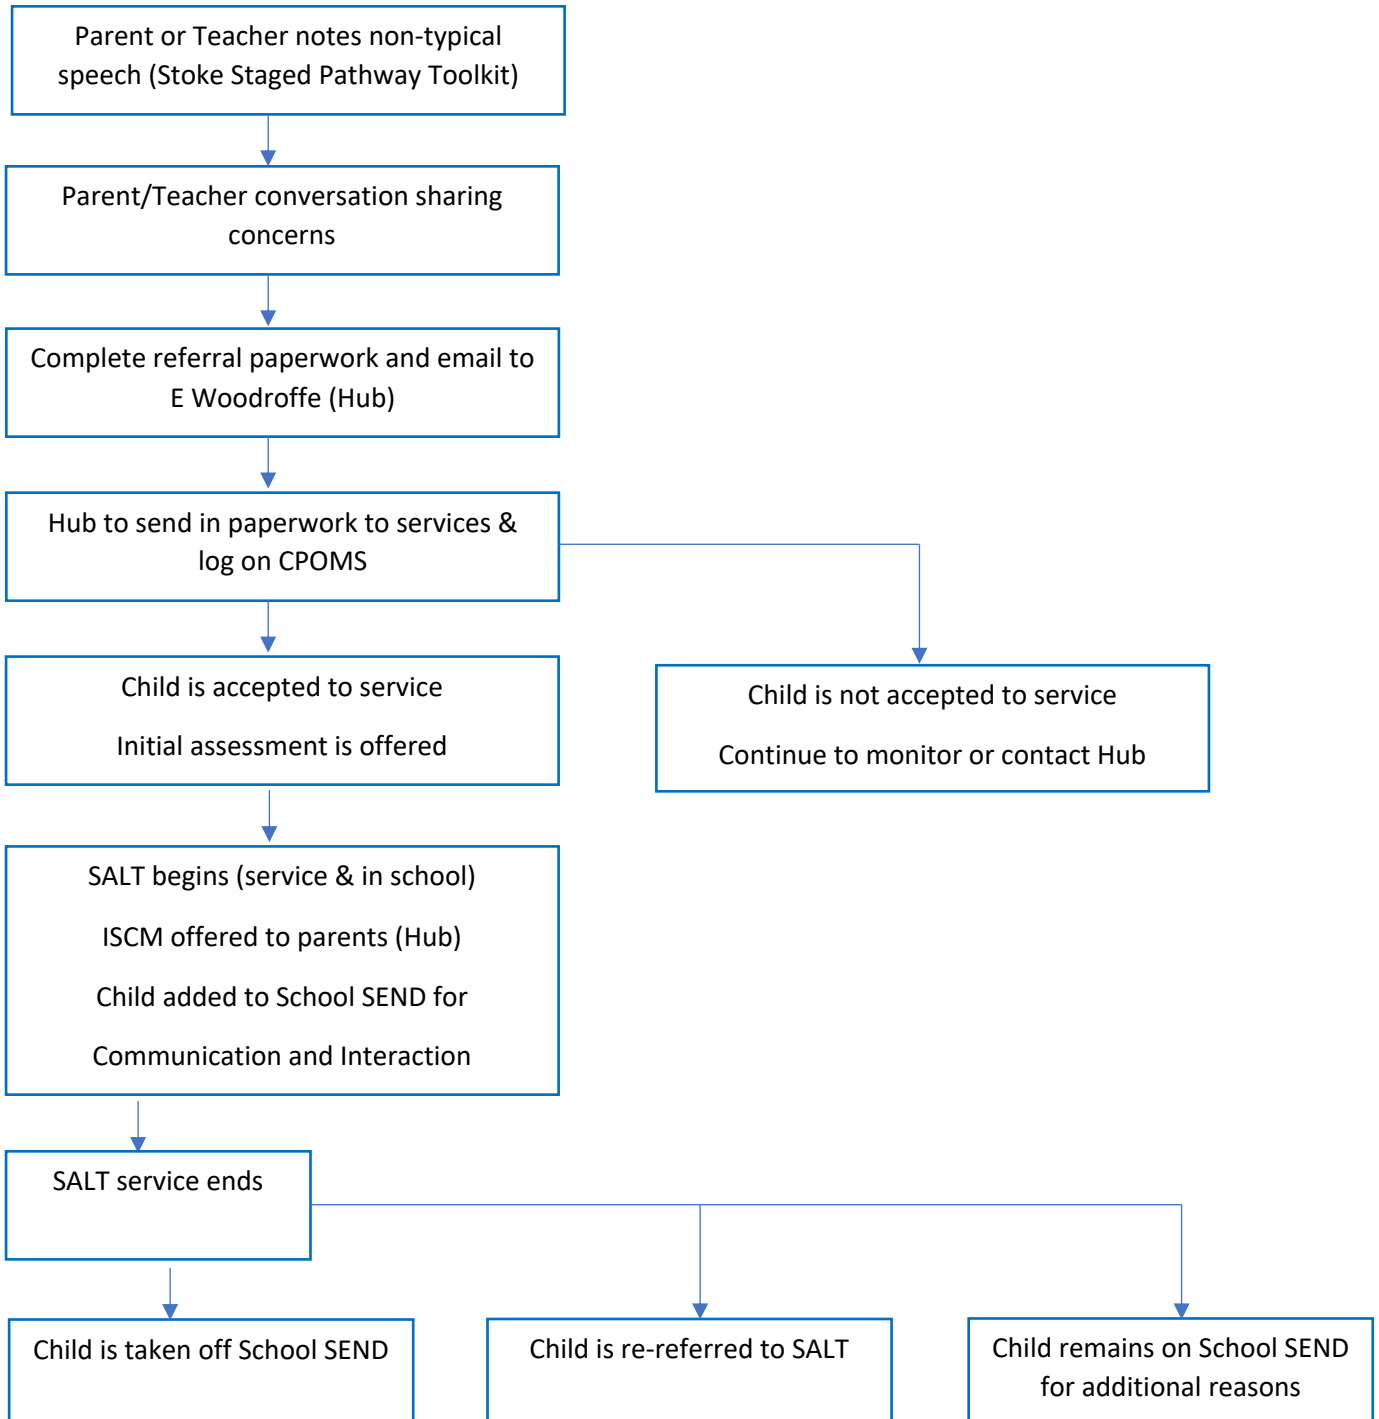 Parent or Teacher notes non-typical
speech (Stoke Staged Pathway Toolkit)
Parent/Teacher conversation sharing
concerns
Complete referral paperwork and email to
E Woodroffe (Hub)
Hub to send in paperwork to services &
log on CPOMS
Child is accepted to service
Initial assessment is offered
Child is not accepted to service
Continue to monitor or contact Hub
SALT begins (service & in school)
ISCM offered to parents (Hub)
Child added to School SEND for
Communication and Interaction
SALT service ends
Child is taken off School SEND
Child is re-referred to SALT
Child remains on School SEND
for additional reasons